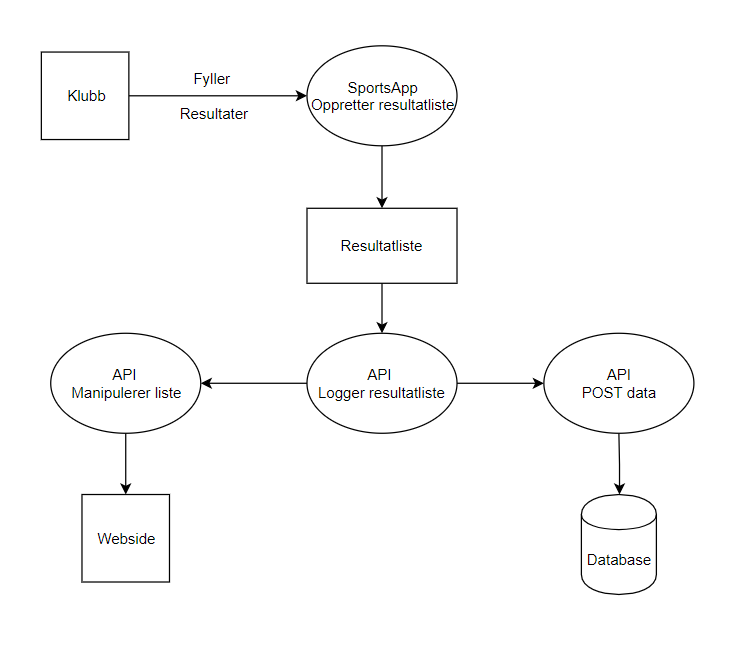 Klubb
Fyller
Resultater
SportsApp
Oppretter resultatliste
Resultatliste
API
Manipulerer liste
API
Logger resultatliste
API
POST data
Webside
Database